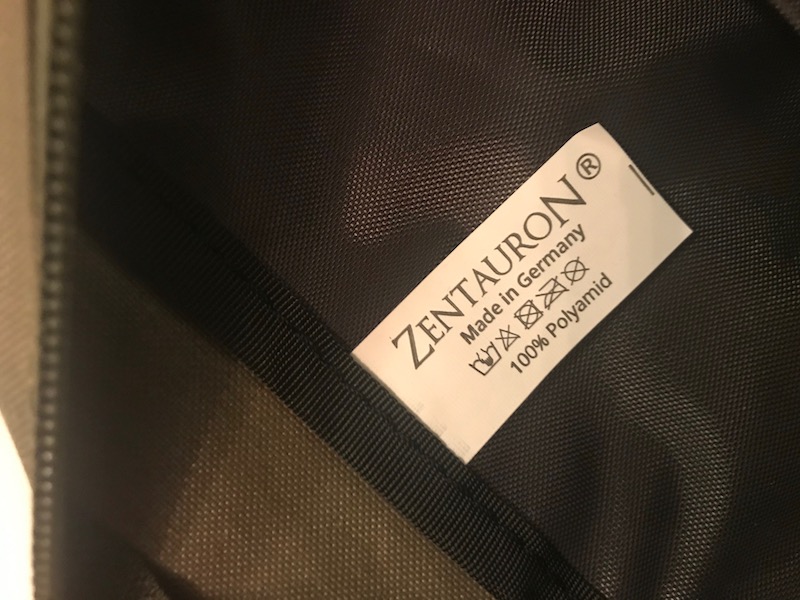 ZENTAURON®
Made in Germany
100% Polyamid